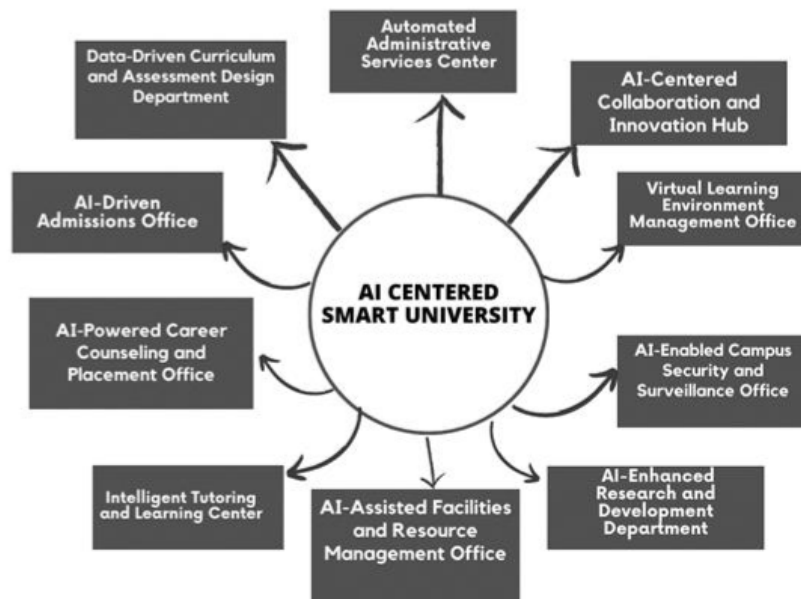 Automated
Administrative
Services Center
Data-Driven Curriculum
and Assessment Design
Department
AI-Centered
Collaboration and
Innovation Hub
AI-Driven
Admissions Office
Virtual Learning
Environment
Management Office
AI CENTERED
SMART UNIVERSITY
AI-Powered Career
Counseling and
Placement Office
AI-Enabled Campus
Security and
Surveillance Office
Intelligent Tutoring
and Learning Center
AI-Assisted Facilities
and Resource
Management Office
AI-Enhanced
Research and
Development
Department